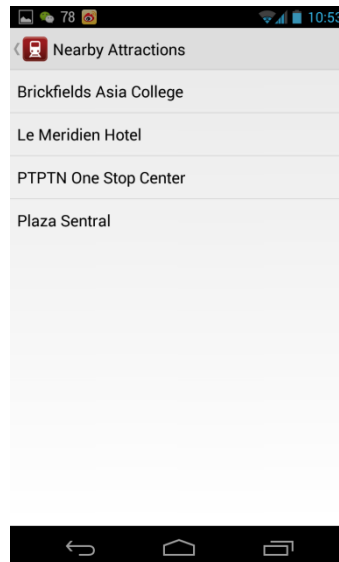 78 10:53
Nearby Attractions
Brickfields Asia College
Le Meridien Hotel
PTPTN One Stop Center
Plaza Sentral